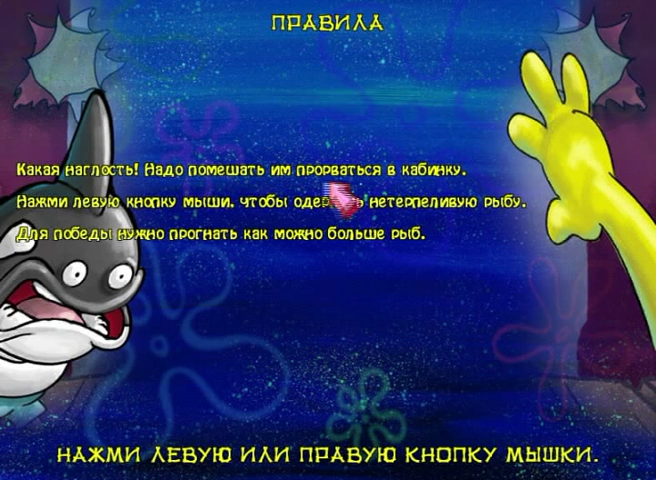 ПРАВИЛА
Какая наглость! Надо помешать им прорваться в кабинку.
Нажми левую кнопку мыши, чтобы нетерпеливую рыбу.
Для победы нужно прогнать как можно больше рыб.
НАЖМИ ЛЕВУЮ ИЛИ ПРАВУЮ КНОПКУ МЫШКИ.